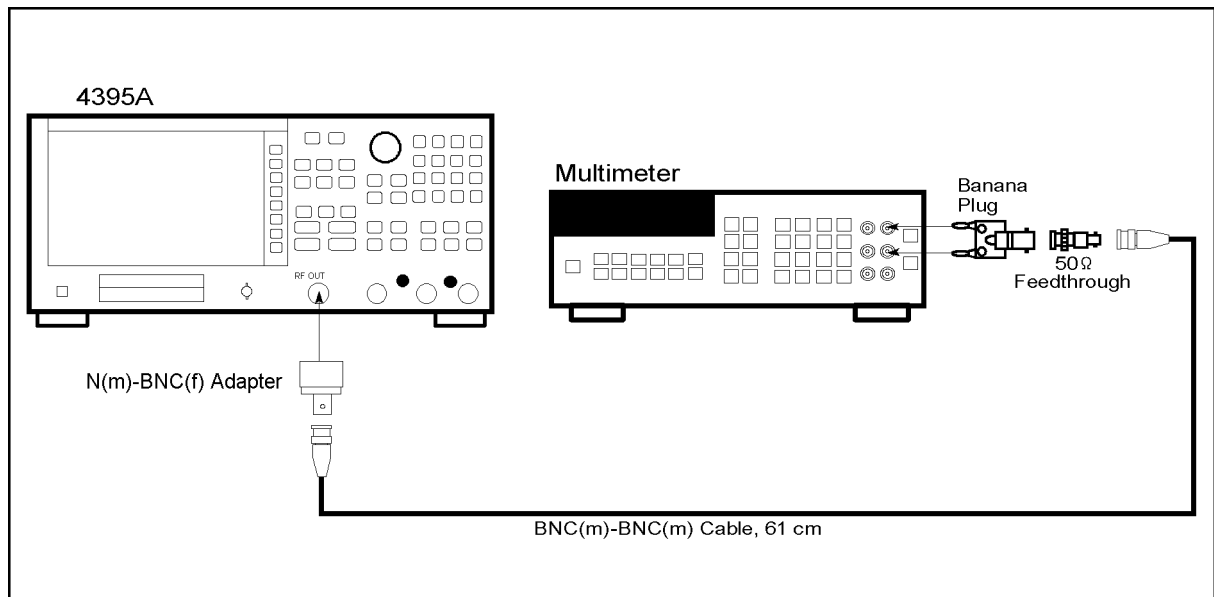 4395A
Multimeter
Banana
Plug
RF OUT
50Ω
Feedthrough
N(m)-BNC(f) Adapter
BNC(m)-BNC(m) Cable, 61 cm